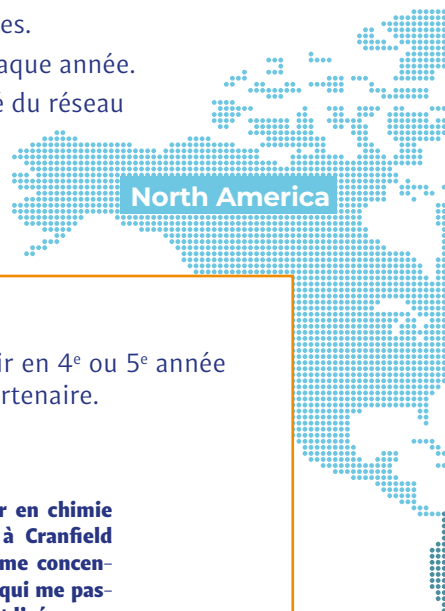 es.
aque année.
du réseau
North America
ir en 4e ou 5e année
rtenaire.
r en chimie
à Cranfield
me concen-
qui me pas-